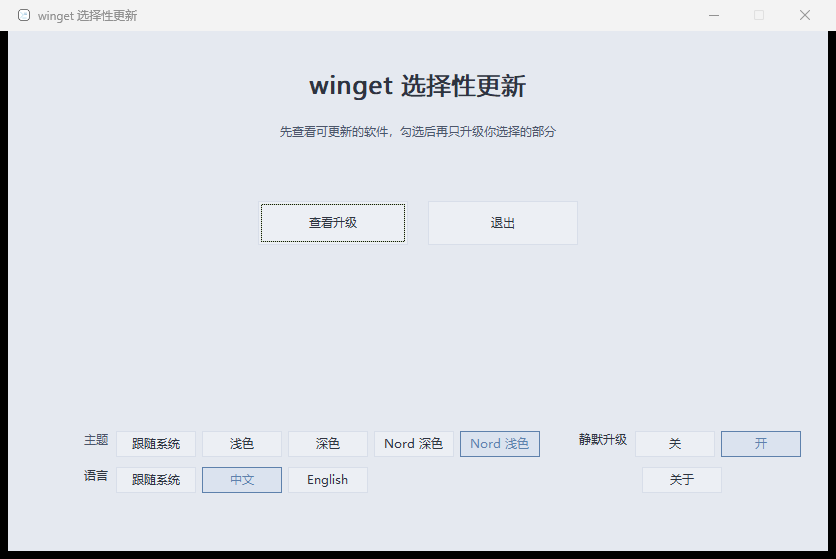 winget 选择性更新
winget 选择性更新
先查看可更新的软件，勾选后再只升级你选择的部分
查看升级 退出
主题 跟随系统 浅色 深色 Nord 深色 Nord 浅色 静默升级 关 开
语言 跟随系统 中文 English 关于